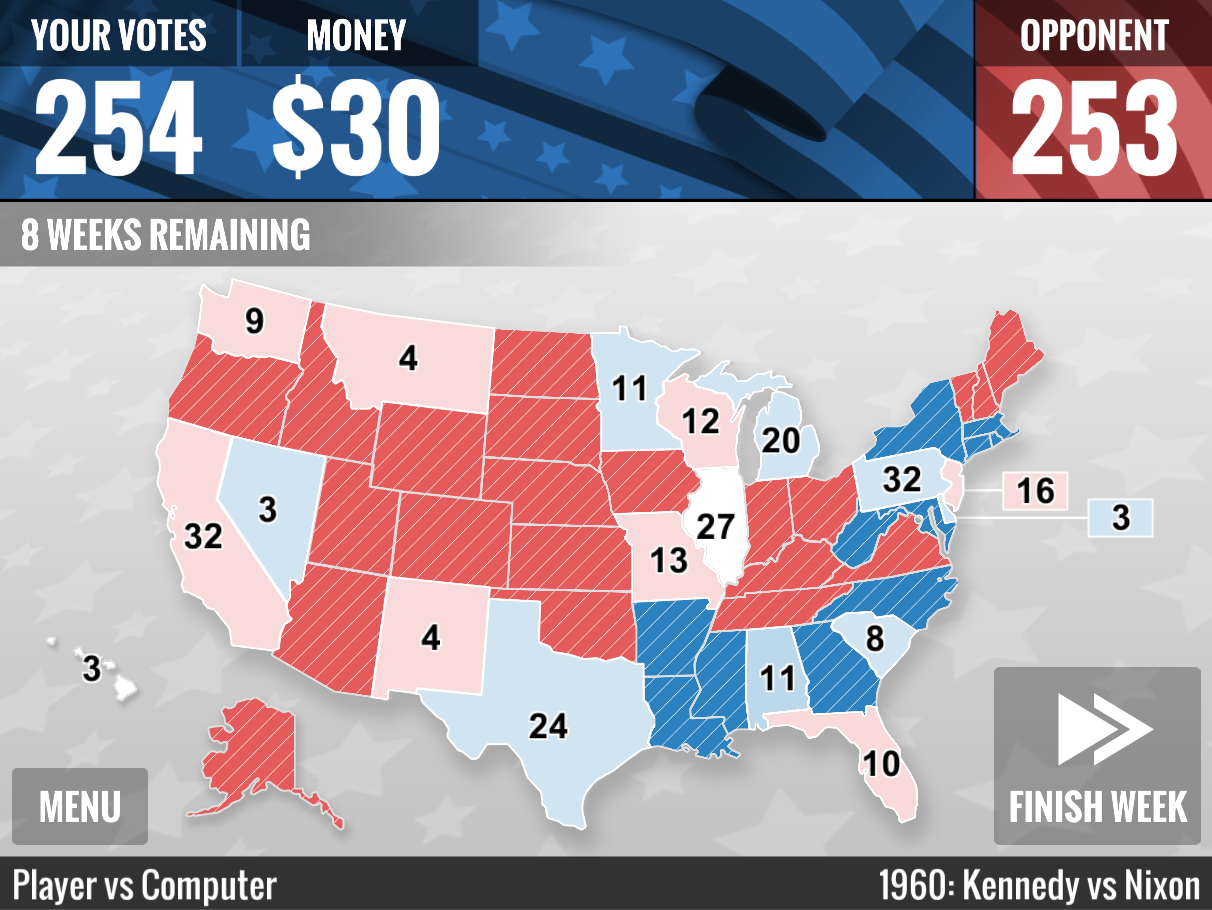 YOUR VOTES
MONEY
OPPONENT
254
$30
253
8 WEEKS REMAINING
9
4
11
12
20
32
16
3
3
32
27
13
4
8
11
3
24
10
MENU
FINISH WEEK
Player vs Computer
1960: Kennedy vs Nixon